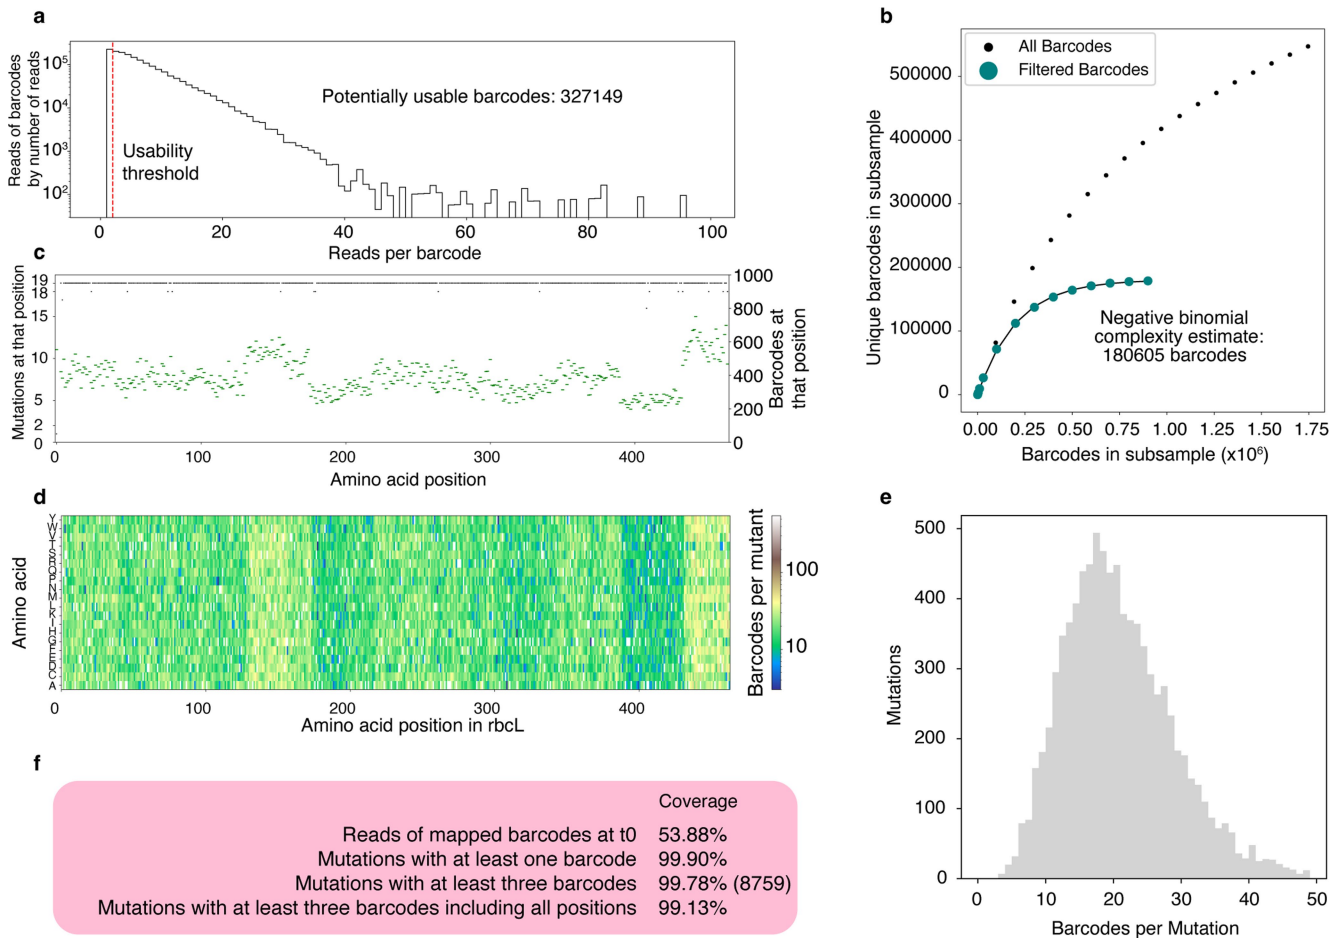 a
Reads of barcodes
by number of reads
10⁵
10⁴
10³
10²
Potentially usable barcodes: 327149
Usability
threshold
0 20 40 60 80 100
Reads per barcode
b
All Barcodes
Filtered Barcodes
Unique barcodes in subsample
500000
400000
300000
200000
100000
0
Negative binomial
complexity estimate:
180605 barcodes
0.00 0.25 0.50 0.75 1.00 1.25 1.50 1.75
Barcodes in subsample (x10⁶)
c
Mutations at that position
19
18
15
10
5
2
0
1000
800
600
400
200
0
Barcodes at
that position
0 100 200 300 400
Amino acid position
d
Amino acid
Y
W
V
T
S
R
Q
P
N
M
L
K
I
H
G
F
E
D
C
A
0 100 200 300 400
Amino acid position in rbcL
Barcodes per mutant
100
10
e
Mutations
500
400
300
200
100
0
0 10 20 30 40 50
Barcodes per Mutation
f
Coverage
Reads of mapped barcodes at t0 53.88%
Mutations with at least one barcode 99.90%
Mutations with at least three barcodes 99.78% (8759)
Mutations with at least three barcodes including all positions 99.13%